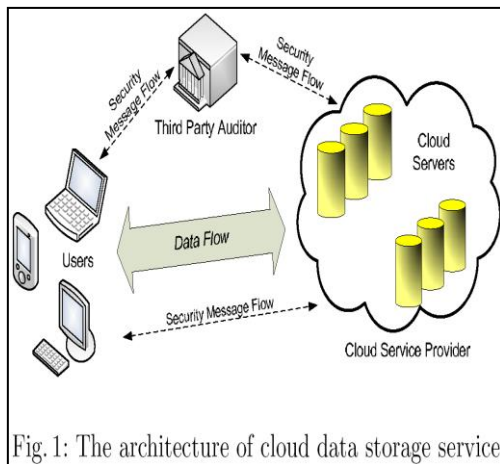 Security
Message Flow
Security
Message Flow
Third Party Auditor
Cloud
Servers
Users
Data Flow
Security Message Flow
Cloud Service Provider
Fig. 1: The architecture of cloud data storage service